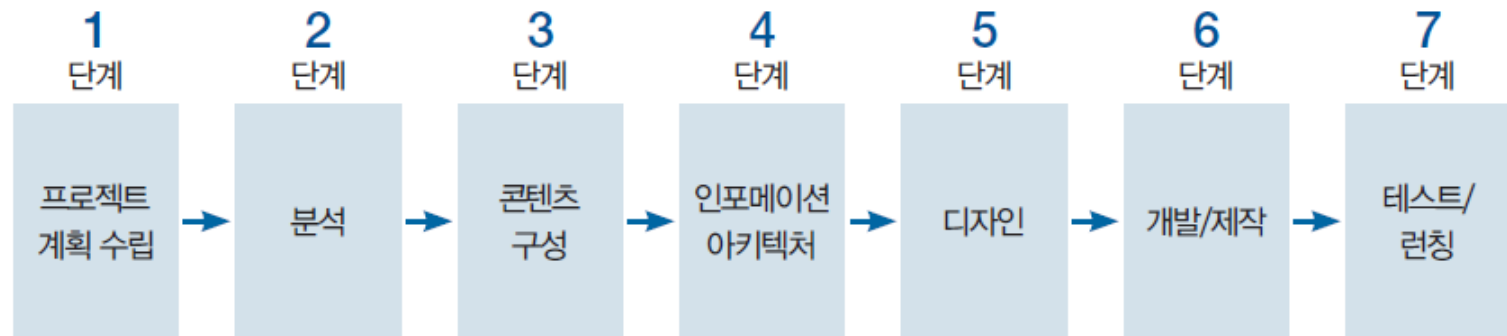 1 2 3 4 5 6 7
단계 단계 단계 단계 단계 단계 단계
프로젝트
계획 수립
분석
콘텐츠
구성
인포메이션
아키텍처
디자인
개발/제작
테스트/
런칭